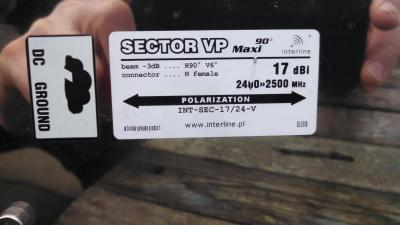 DC GROUND
SECTOR VP Maxi 90°
interline
beam -3dB .... H90° V6°
connector .... N female
17 dBi
2400»2500 MHz
POLARIZATION
INT-SEC-17/24-V
www.interline.pl